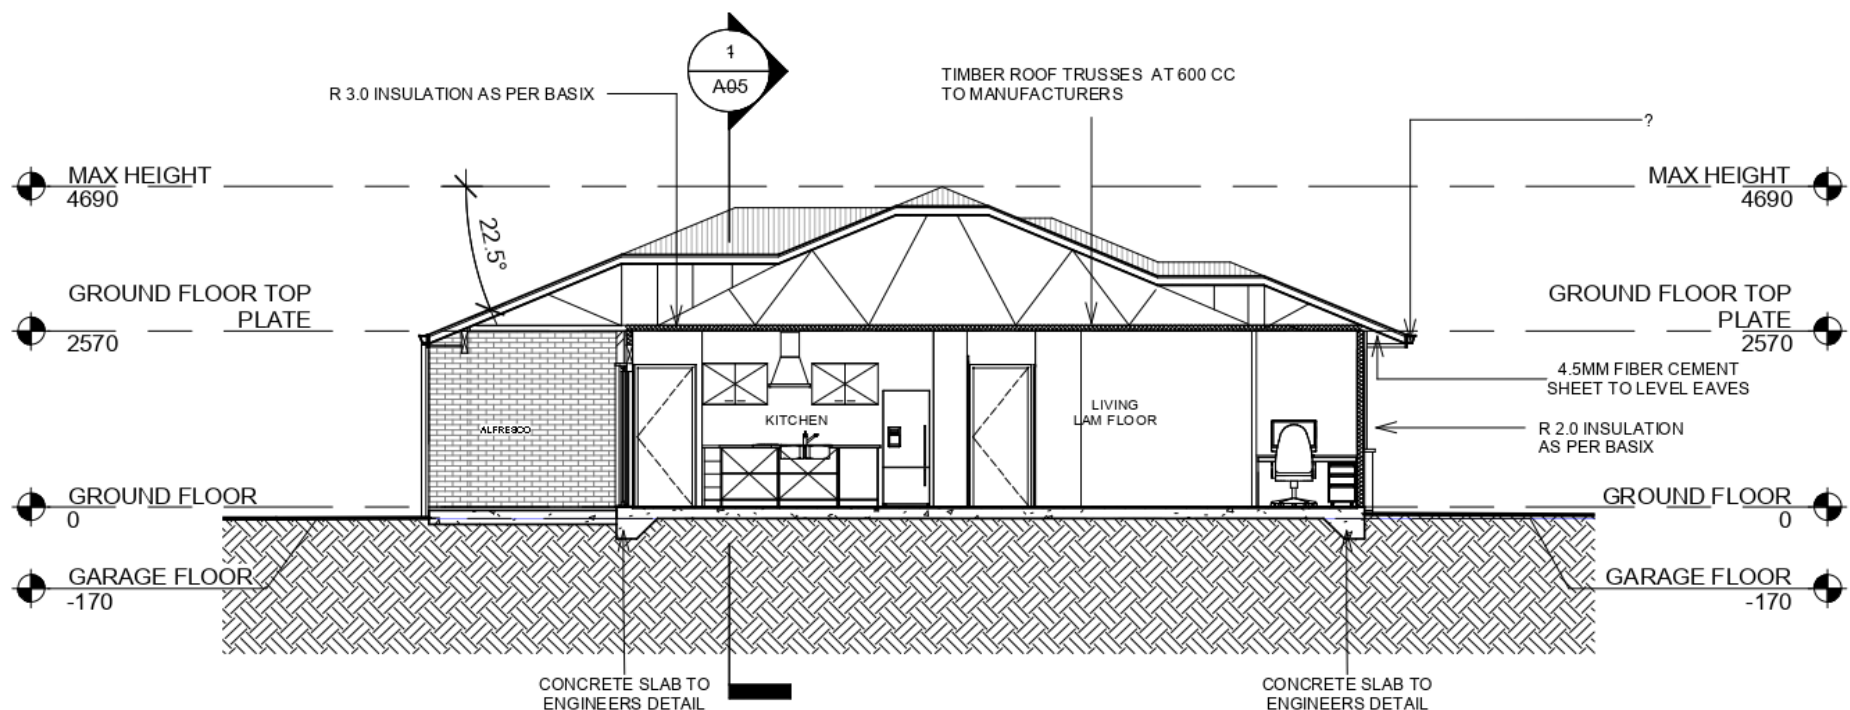 1
A05
R 3.0 INSULATION AS PER BASIX
TIMBER ROOF TRUSSES AT 600 CC
TO MANUFACTURERS
?
MAX HEIGHT
4690
MAX HEIGHT
4690
22.5°
GROUND FLOOR TOP
PLATE
2570
GROUND FLOOR TOP
PLATE
2570
4.5MM FIBER CEMENT
SHEET TO LEVEL EAVES
ALFRESCO
KITCHEN
LIVING
LAM FLOOR
R 2.0 INSULATION
AS PER BASIX
GROUND FLOOR
0
GROUND FLOOR
0
GARAGE FLOOR
-170
GARAGE FLOOR
-170
CONCRETE SLAB TO
ENGINEERS DETAIL
CONCRETE SLAB TO
ENGINEERS DETAIL